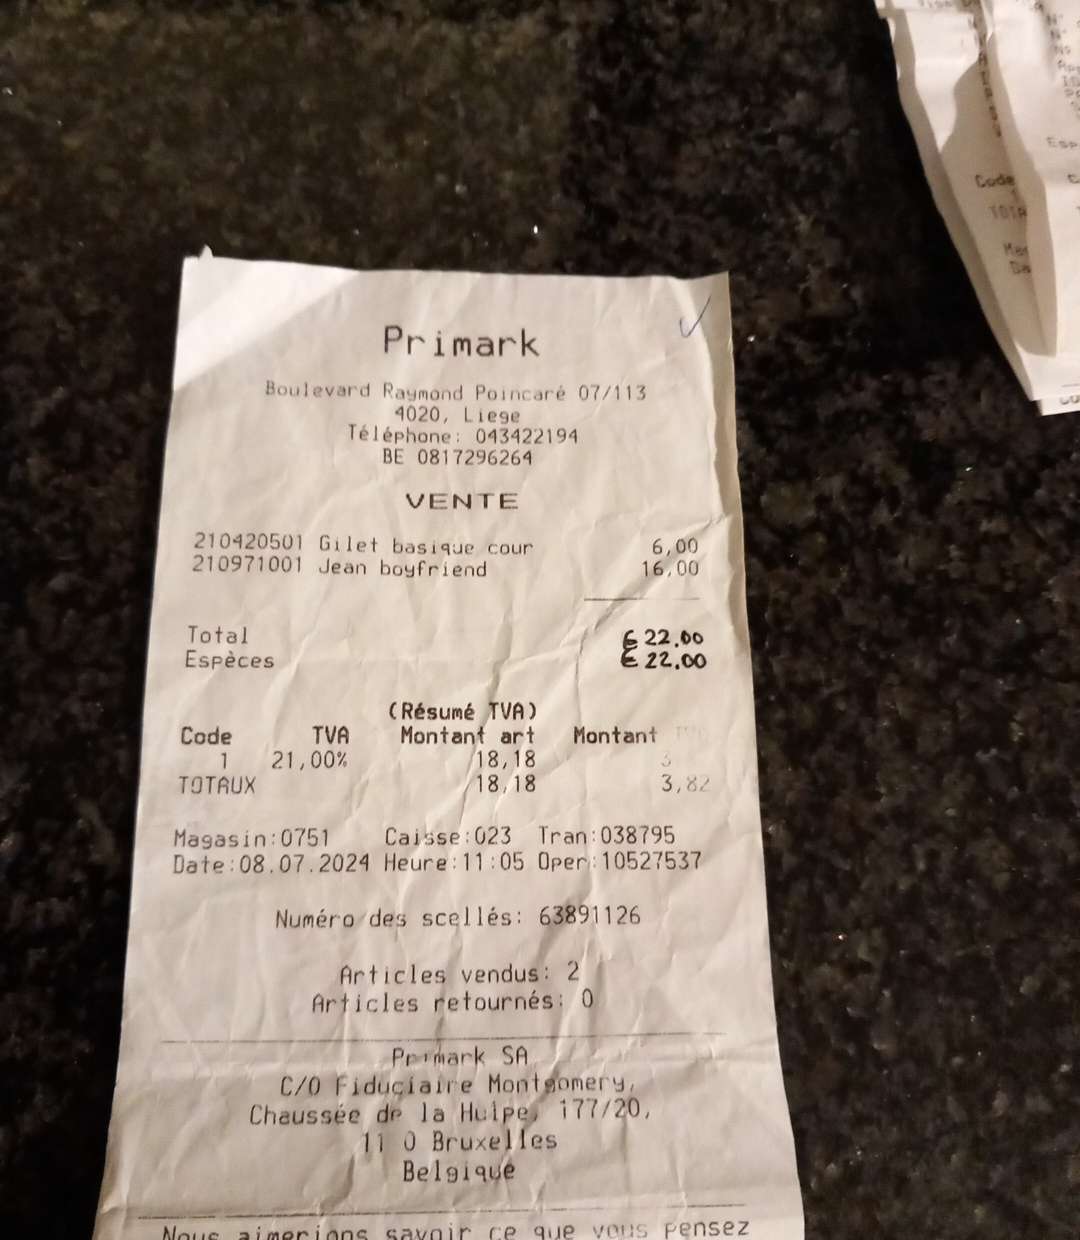 Primark
Boulevard Raymond Poincaré 07/113
4020, Liege
Téléphone: 043422194
BE 0817296264
VENTE
210420501 Gilet basique cour 6,00
210971001 Jean boyfriend 16,00
Total €22.00
Espèces €22.00
(Résumé TVA)
Code TVA Montant art Montant
1 21,00% 18,18
TOTAUX 18,18 3,82
Magasin:0751 Caisse:023 Tran:038795
Date:08.07.2024 Heure:11:05 Oper:10527537
Numéro des scellés: 63891126
Articles vendus: 2
Articles retournés: 0
Primark SA
C/O Fiduciaire Montgomery,
Chaussée de la Hulpe, 177/20,
11 0 Bruxelles
Belgique
Nous aimerions savoir ce que vous pensez
Code